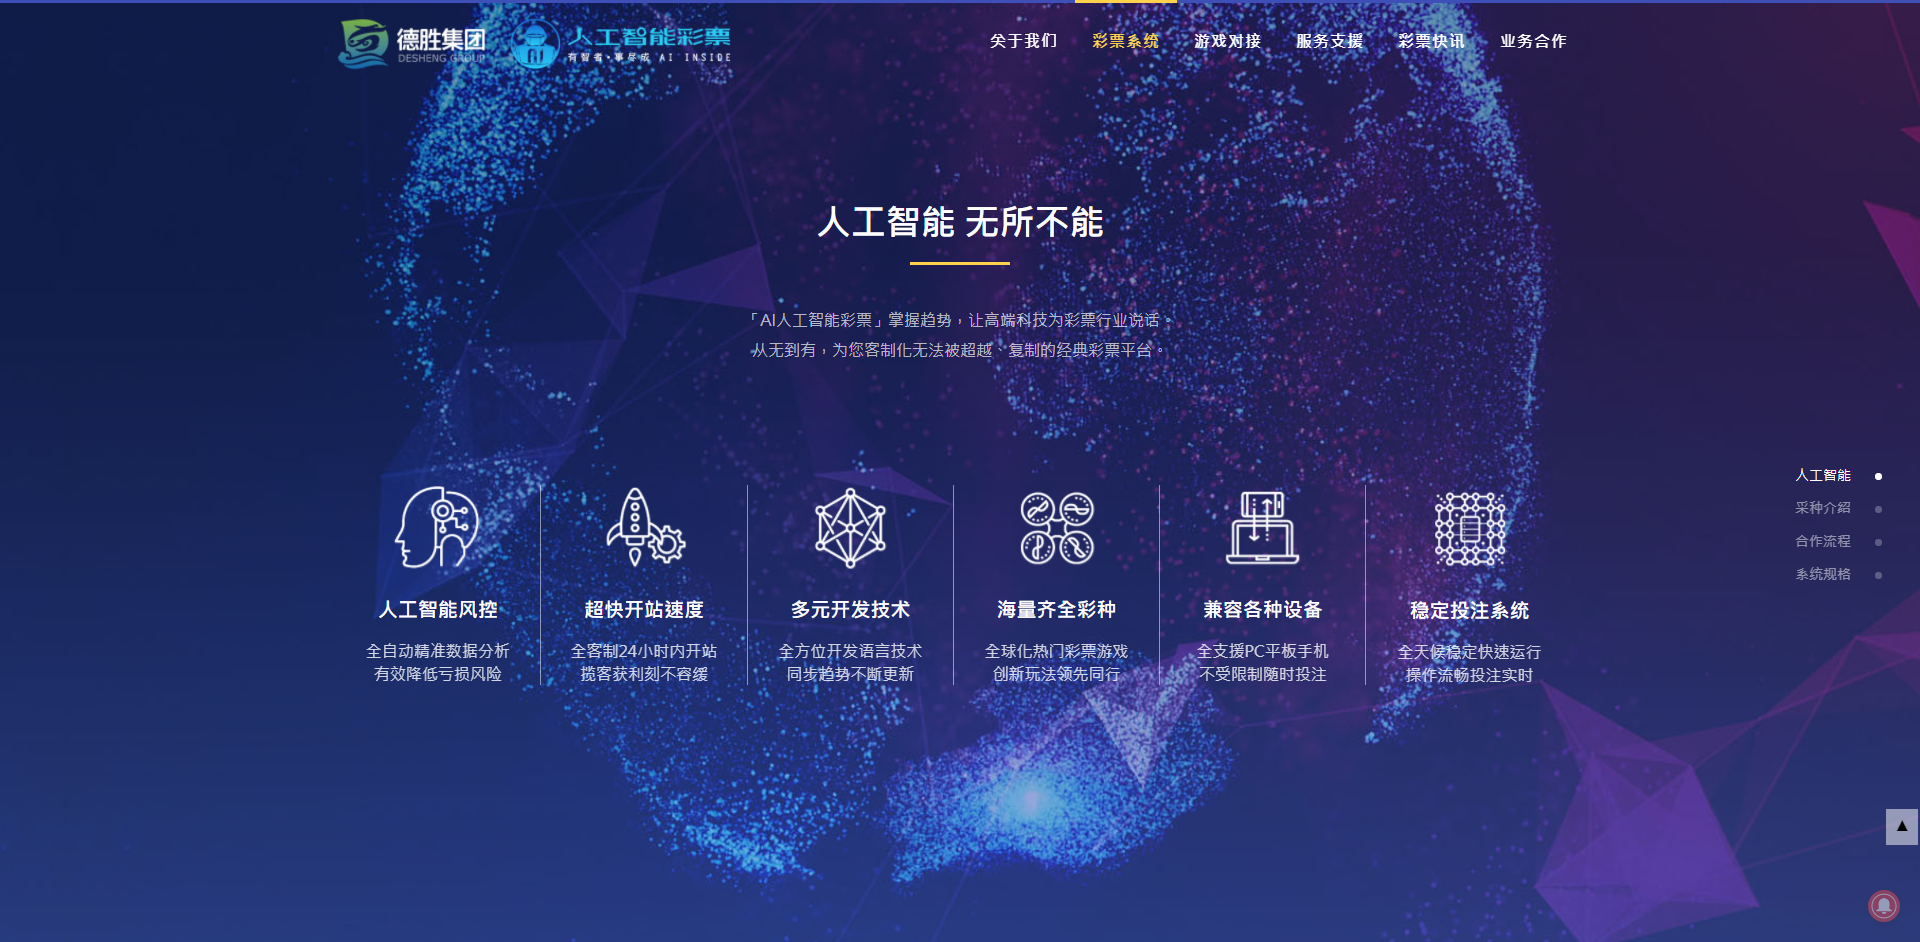 德胜集团
DESHENG GROUP
人工智能彩票
有智者•事尽成 AI INSIDE
关于我们
彩票系统
游戏对接
服务支援
彩票快讯
业务合作
人工智能 无所不能
「AI人工智能彩票」掌握趋势，让高端科技为彩票行业说话。
从无到有，为您客制化无法被超越、复制的经典彩票平台。
人工智能
采种介紹
合作流程
系统规格
人工智能风控
全自动精准数据分析
有效降低亏损风险
超快开站速度
全客制24小时内开站
揽客获利刻不容缓
多元开发技术
全方位开发语言技术
同步趋势不断更新
海量齐全彩种
全球化热门彩票游戏
创新玩法领先同行
兼容各种设备
全支援PC平板手机
不受限制随时投注
稳定投注系统
全天候稳定快速运行
操作流畅投注实时